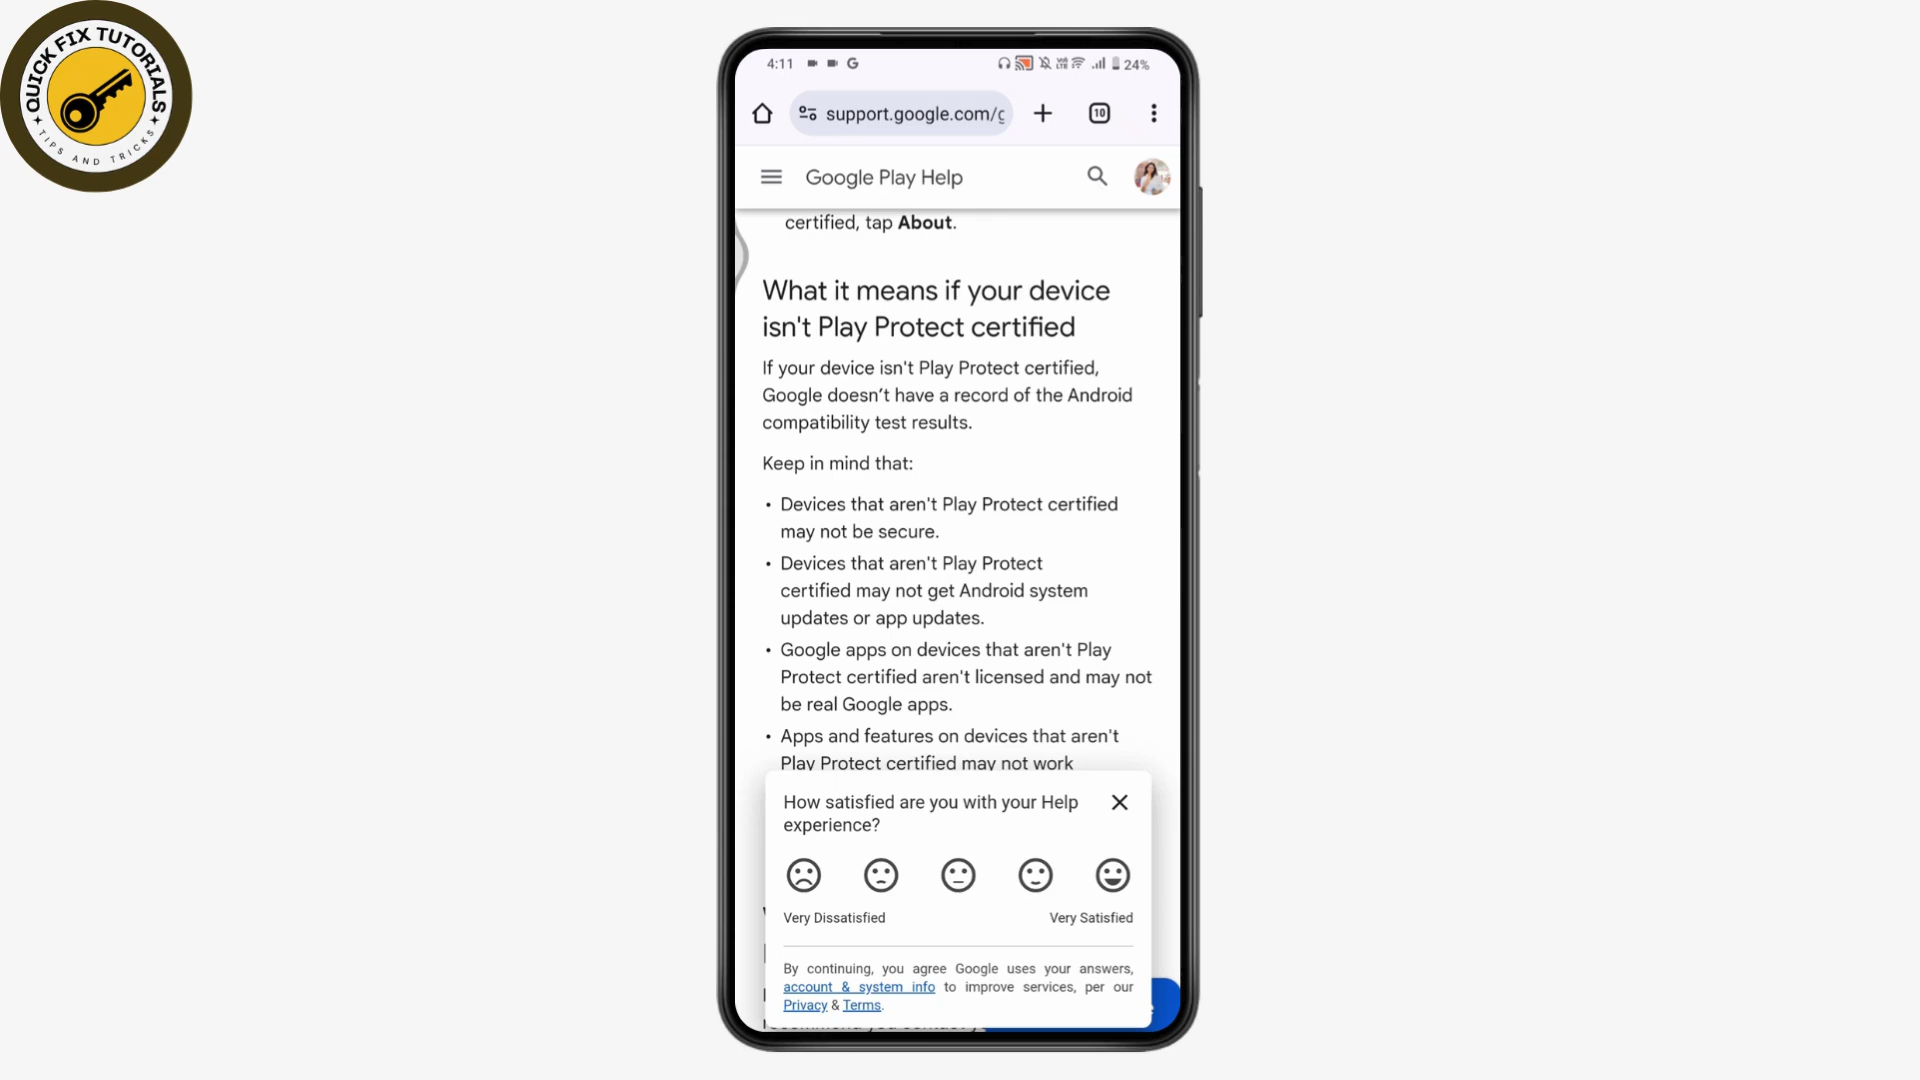 QUICK FIX TUTORIALS
TIPS AND TRICKS
4:11
G
24%
support.google.com/g
10
Google Play Help
certified, tap About.
What it means if your device
isn't Play Protect certified
If your device isn't Play Protect certified,
Google doesn’t have a record of the Android
compatibility test results.
Keep in mind that:
• Devices that aren't Play Protect certified
may not be secure.
• Devices that aren't Play Protect
certified may not get Android system
updates or app updates.
• Google apps on devices that aren't Play
Protect certified aren't licensed and may not
be real Google apps.
• Apps and features on devices that aren't
Play Protect certified may not work
How satisfied are you with your Help
experience?
Very Dissatisfied
Very Satisfied
By continuing, you agree Google uses your answers,
account & system info to improve services, per our
Privacy & Terms.